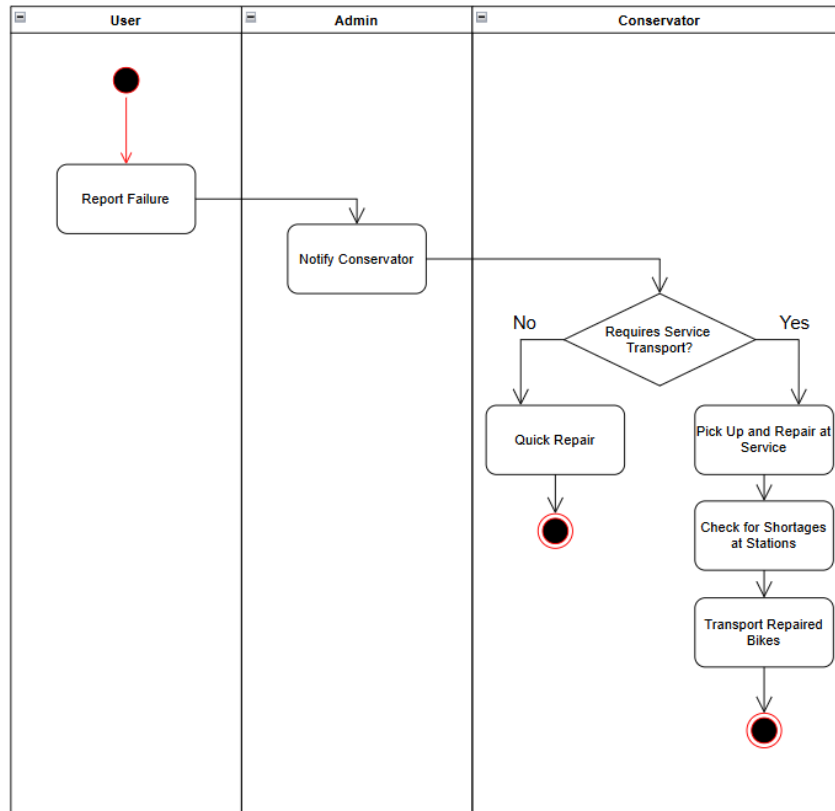 User
Admin
Conservator
Report Failure
Notify Conservator
Requires Service
Transport?
No
Yes
Quick Repair
Pick Up and Repair at
Service
Check for Shortages
at Stations
Transport Repaired
Bikes